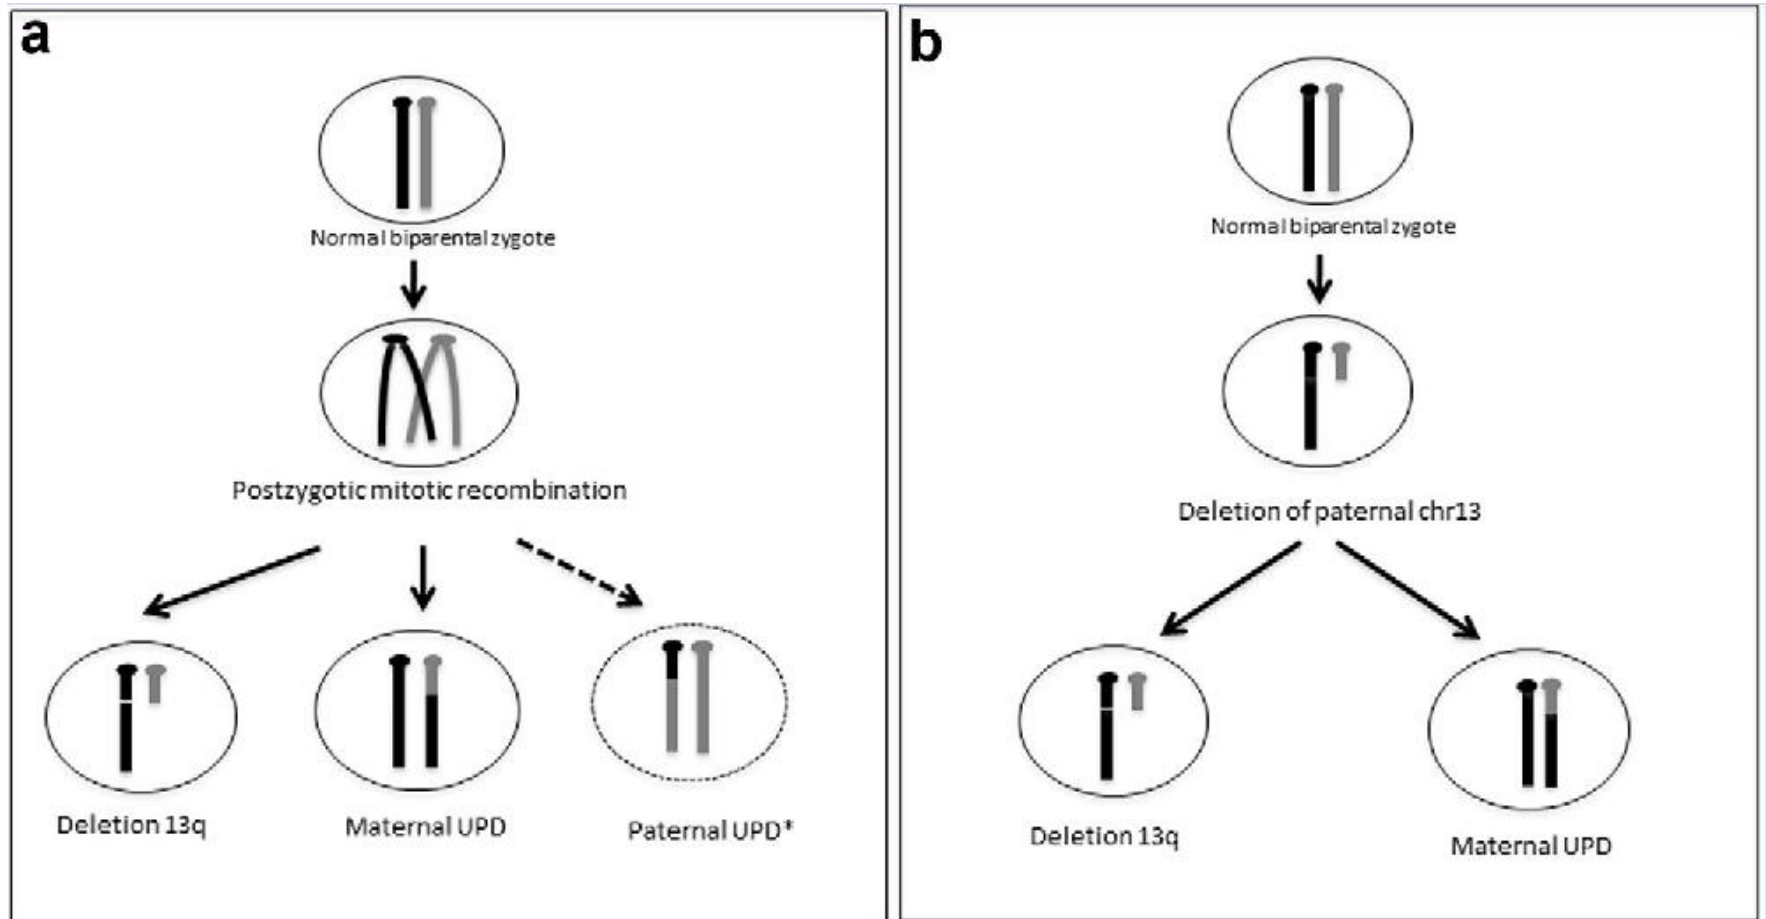 a
Normal biparental zygote
Postzygotic mitotic recombination
Deletion 13q
Maternal UPD
Paternal UPD*
b
Normal biparental zygote
Deletion of paternal chr13
Deletion 13q
Maternal UPD